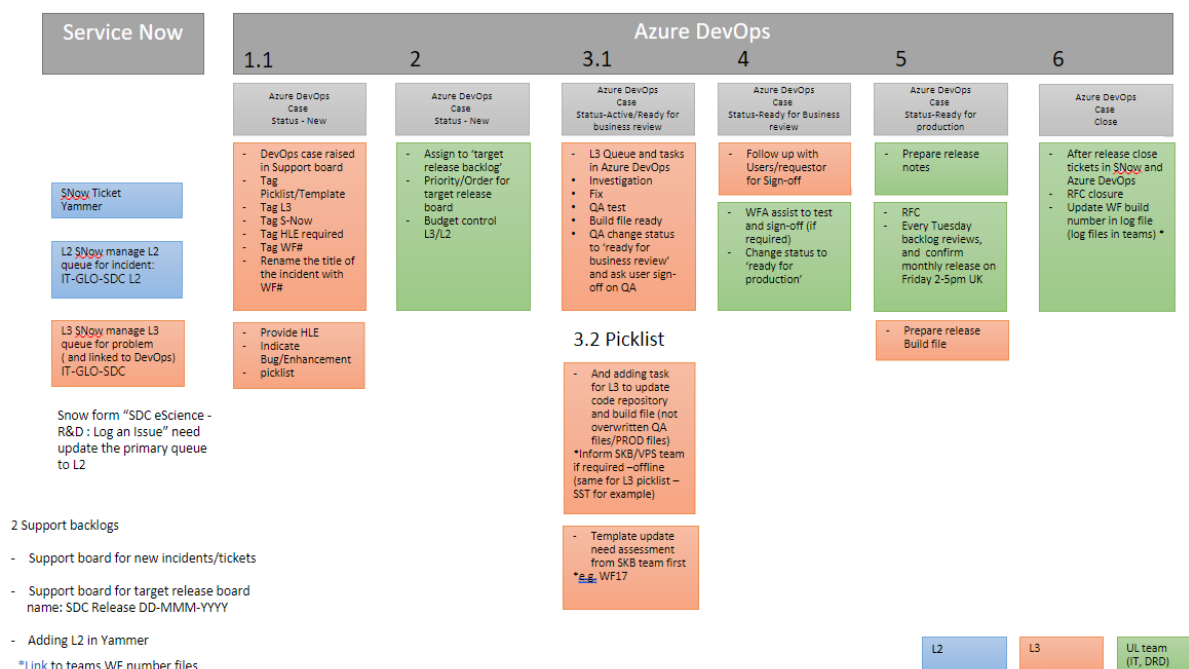 Service Now
Azure DevOps
1.1
2
3.1
4
5
6
Azure DevOps
Case
Status - New
Azure DevOps
Case
Status - New
Azure DevOps
Case
Status-Active/Ready for
business review
Azure DevOps
Case
Status-Ready for Business
review
Azure DevOps
Case
Status-Ready for
production
Azure DevOps
Case
Close
SNow Ticket
Yammer
L2 SNow manage L2
queue for incident:
IT-GLO-SDC L2
L3 SNow manage L3
queue for problem
( and linked to DevOps)
IT-GLO-SDC
Snow form “SDC eScience -
R&D : Log an Issue” need
update the primary queue
to L2
- DevOps case raised
in Support board
- Tag
Picklist/Template
- Tag L3
- Tag S-Now
- Tag HLE required
- Tag WF#
- Rename the title of
the incident with
WF#
- Provide HLE
- Indicate
Bug/Enhancement
- picklist
- Assign to ‘target
release backlog’
- Priority/Order for
target release
board
- Budget control
L3/L2
- L3 Queue and tasks
in Azure DevOps
• Investigation
• Fix
• QA test
• Build file ready
• QA change status
to ‘ready for
business review’
and ask user sign-
off on QA
3.2 Picklist
- And adding task
for L3 to update
code repository
and build file (not
overwritten QA
files/PROD files)
*Inform SKB/VPS team
if required –offline
(same for L3 picklist –
SST for example)
- Template update
need assessment
from SKB team first
*e.g. WF17
- Follow up with
Users/requestor
for Sign-off
- WFA assist to test
and sign-off (if
required)
- Change status to
‘ready for
production’
- Prepare release
notes
- RFC
- Every Tuesday
backlog reviews,
and confirm
monthly release on
Friday 2-5pm UK
- Prepare release
Build file
- After release close
tickets in SNow and
Azure DevOps
- RFC closure
- Update WF build
number in log file
(log files in teams) *
2 Support backlogs
- Support board for new incidents/tickets
- Support board for target release board
name: SDC Release DD-MMM-YYYY
- Adding L2 in Yammer
*Link to teams WF number files
L2
L3
UL team
(IT, DRD)